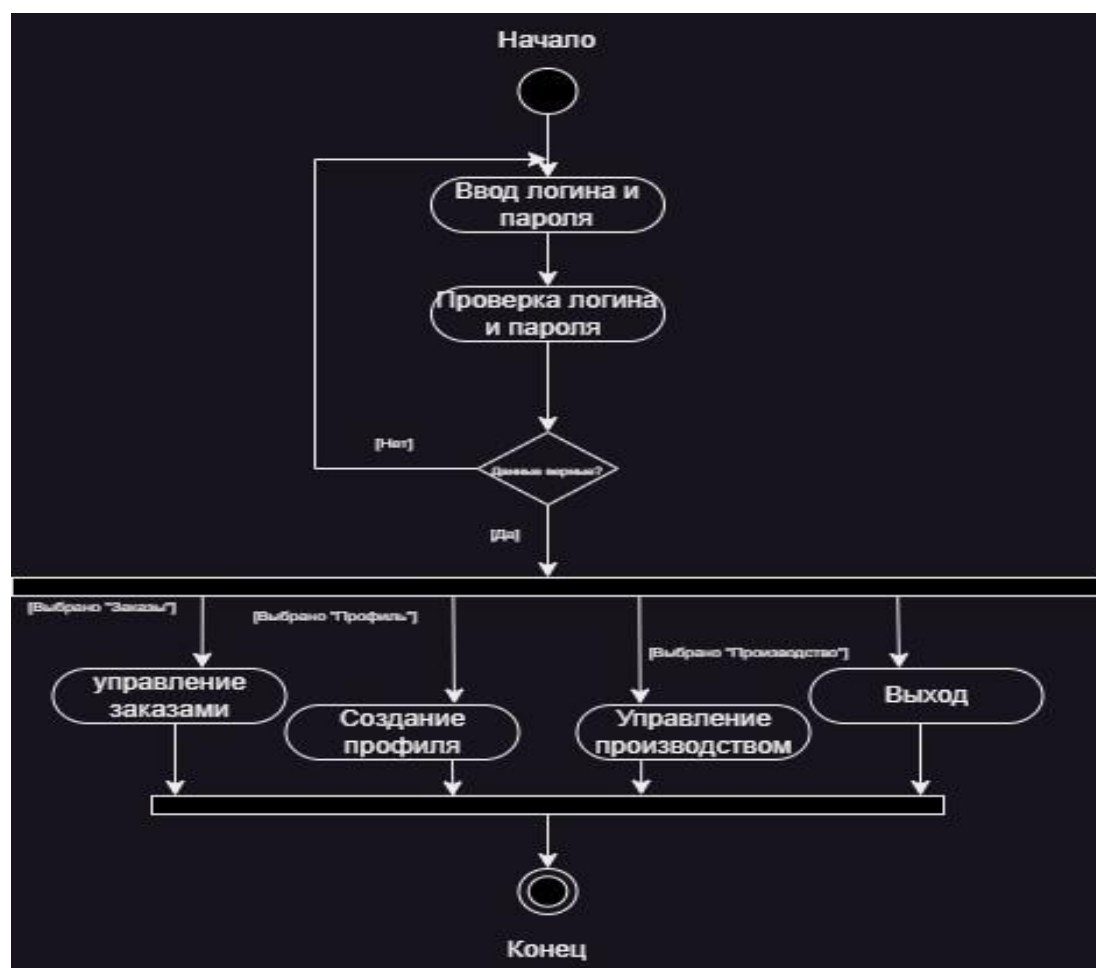 Начало
Ввод логина и
пароля
Проверка логина
и пароля
[Нет]
Данные верные?
[Да]
[Выбрано "Заказы"]
[Выбрано "Профиль"]
[Выбрано "Производство"]
управление
заказами
Создание
профиля
Управление
производством
Выход
Конец